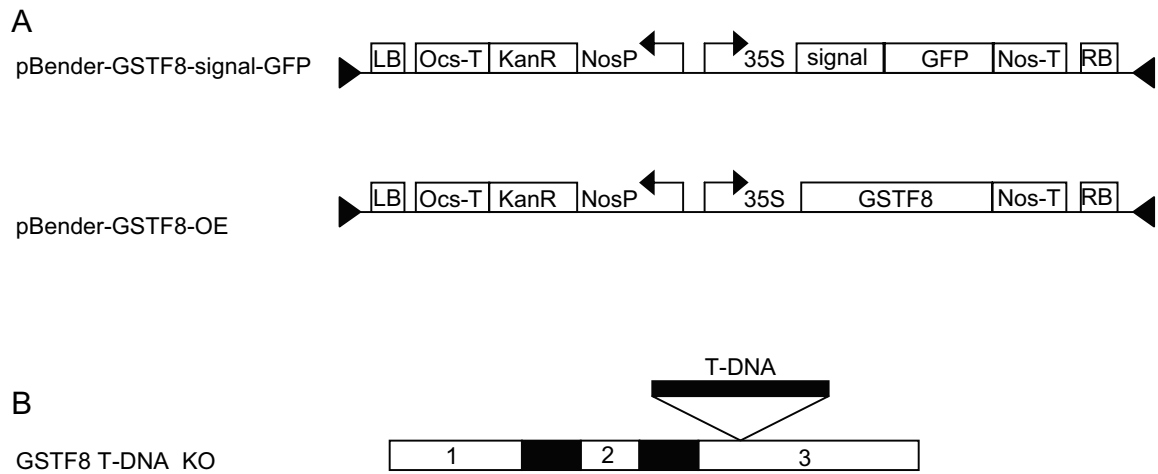 A
pBender-GSTF8-signal-GFP
LB Ocs-T KanR NosP 35S signal GFP Nos-T RB
pBender-GSTF8-OE
LB Ocs-T KanR NosP 35S GSTF8 Nos-T RB
T-DNA
B
GSTF8 T-DNA KO
1 2 3